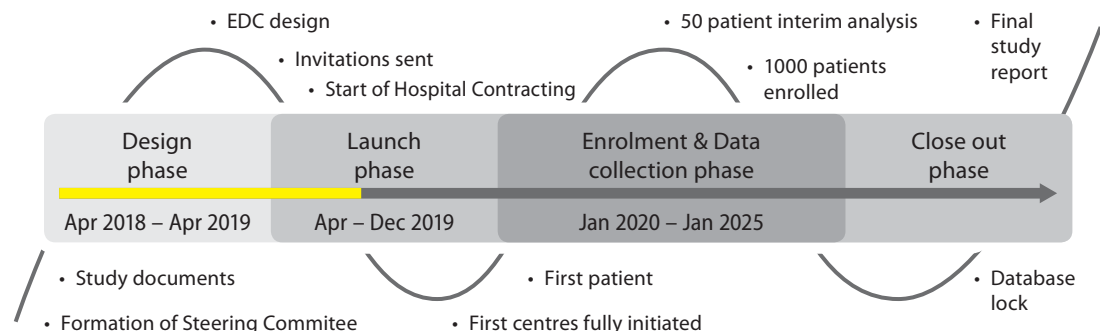 • EDC design
• Invitations sent
• Start of Hospital Contracting
• 50 patient interim analysis
• 1000 patients
enrolled
• Final
study
report
Design
phase
Apr 2018 – Apr 2019
Launch
phase
Apr – Dec 2019
Enrolment & Data
collection phase
Jan 2020 – Jan 2025
Close out
phase
• Study documents
• Formation of Steering Commitee
• First patient
• First centres fully initiated
• Database
lock